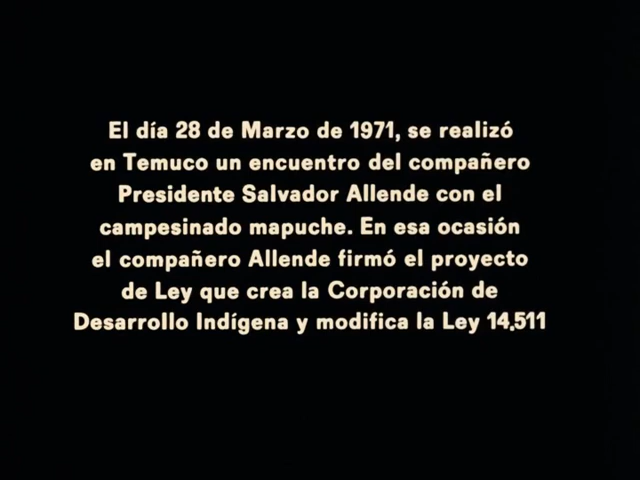 El día 28 de Marzo de 1971, se realizó
en Temuco un encuentro del compañero
Presidente Salvador Allende con el
campesinado mapuche. En esa ocasión
el compañero Allende firmó el proyecto
de Ley que crea la Corporación de
Desarrollo Indígena y modifica la Ley 14.511